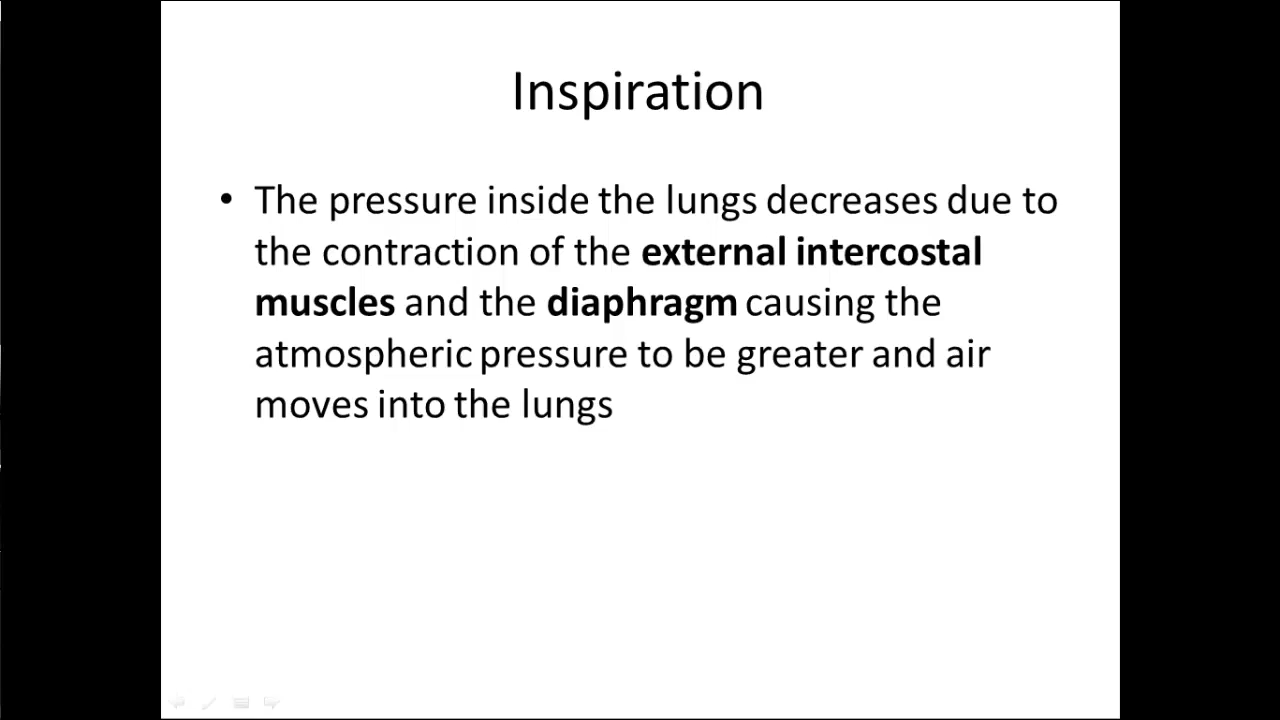 Inspiration
• The pressure inside the lungs decreases due to
the contraction of the external intercostal
muscles and the diaphragm causing the
atmospheric pressure to be greater and air
moves into the lungs